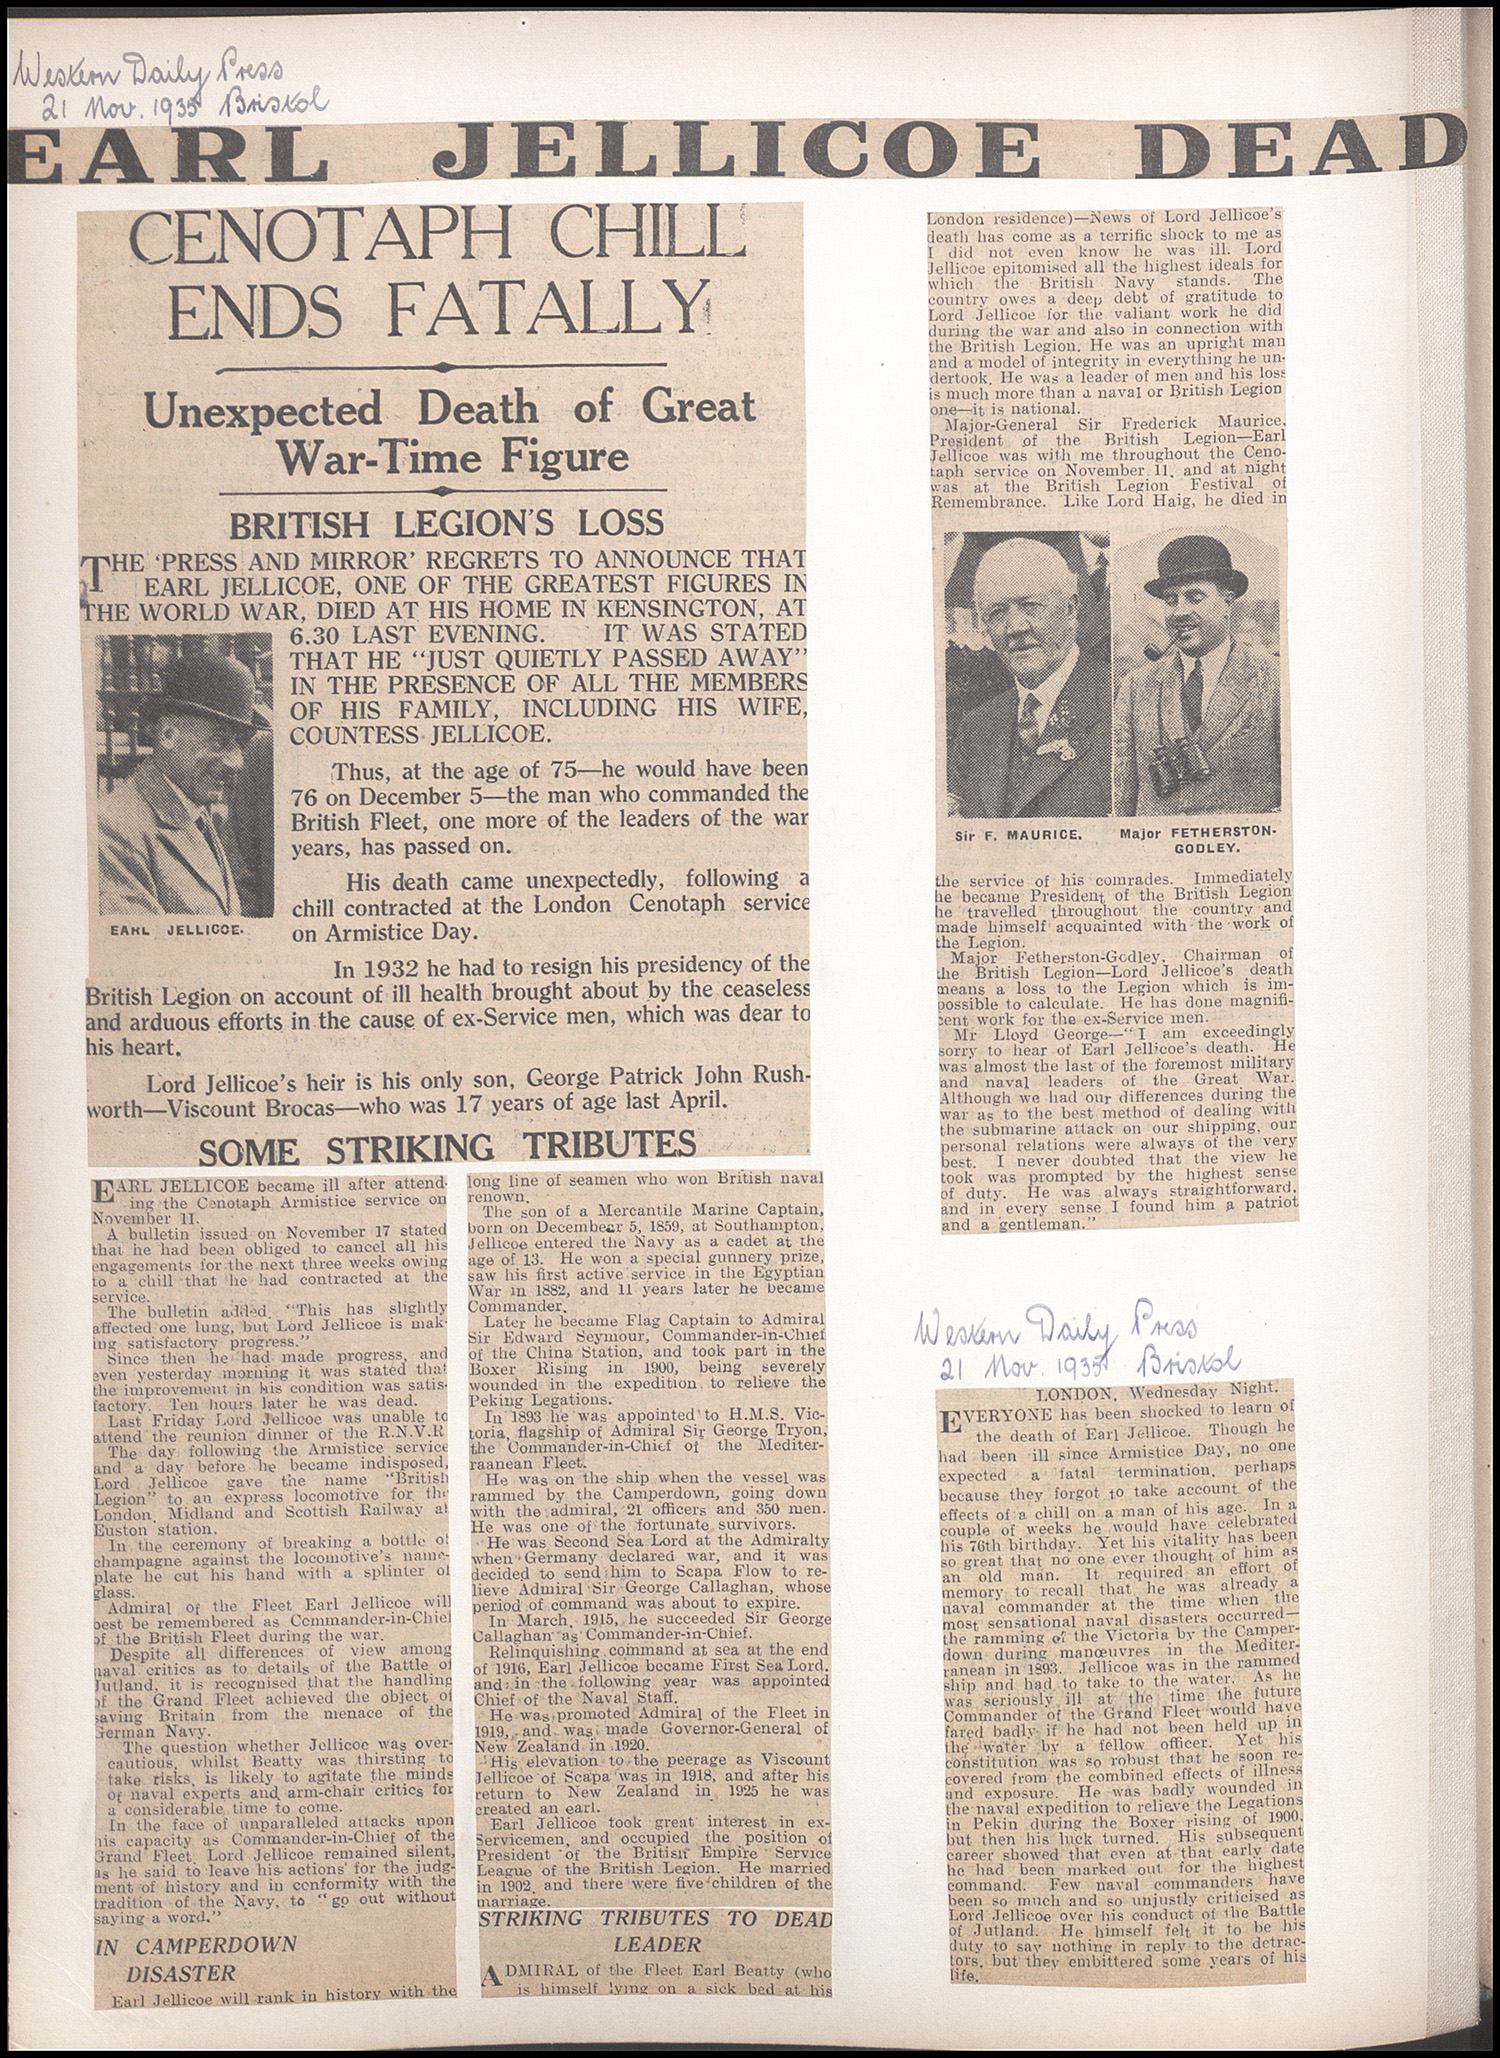 Western Daily Press
21 Nov. 1935 Bristol
EARL JELLICOE DEAD
CENOTAPH CHILL
ENDS FATALLY
Unexpected Death of Great
War-Time Figure
BRITISH LEGION'S LOSS
THE 'PRESS AND MIRROR' REGRETS TO ANNOUNCE THAT
EARL JELLICOE, ONE OF THE GREATEST FIGURES IN
THE WORLD WAR, DIED AT HIS HOME IN KENSINGTON, AT
6.30 LAST EVENING. IT WAS STATED
THAT HE "JUST QUIETLY PASSED AWAY"
IN THE PRESENCE OF ALL THE MEMBERS
OF HIS FAMILY, INCLUDING HIS WIFE,
COUNTESS JELLICOE.
Thus, at the age of 75—he would have been
76 on December 5—the man who commanded the
British Fleet, one more of the leaders of the war
years, has passed on.
His death came unexpectedly, following a
chill contracted at the London Cenotaph service
on Armistice Day.
EARL JELLICOE.
In 1932 he had to resign his presidency of the
British Legion on account of ill health brought about by the ceaseless
and arduous efforts in the cause of ex-Service men, which was dear to
his heart.
Lord Jellicoe's heir is his only son, George Patrick John Rush-
worth—Viscount Brocas—who was 17 years of age last April.
SOME STRIKING TRIBUTES
EARL JELLICOE became ill after attend-
ing the Cenotaph Armistice service on
November 11.
A bulletin issued on November 17 stated
that he had been obliged to cancel all his
engagements for the next three weeks owing
to a chill that he had contracted at the
service.
The bulletin added, "This has slightly
affected one lung, but Lord Jellicoe is mak-
ing satisfactory progress."
Since then he had made progress, and
even yesterday morning it was stated that
the improvement in his condition was satis-
factory. Ten hours later he was dead.
Last Friday Lord Jellicoe was unable to
attend the reunion dinner of the R.N.V.R
The day following the Armistice service
and a day before he became indisposed,
Lord Jellicoe gave the name "British
Legion" to an express locomotive for the
London, Midland and Scottish Railway at
Euston station.
In the ceremony of breaking a bottle of
champagne against the locomotive's name-
plate he cut his hand with a splinter of
glass.
Admiral of the Fleet Earl Jellicoe will
best be remembered as Commander-in-Chief
of the British Fleet during the war.
Despite all differences of view among
naval critics as to details of the Battle of
Jutland, it is recognised that the handling
of the Grand Fleet achieved the object of
saving Britain from the menace of the
German Navy.
The question whether Jellicoe was over-
cautious, whilst Beatty was thirsting to
take risks, is likely to agitate the minds
of naval experts and arm-chair critics for
a considerable time to come.
In the face of unparalleled attacks upon
his capacity as Commander-in-Chief of the
Grand Fleet, Lord Jellicoe remained silent,
as he said to leave his actions for the judg-
ment of history and in conformity with the
tradition of the Navy, to "go out without
saying a word."
IN CAMPERDOWN
DISASTER
Earl Jellicoe will rank in history with the
long line of seamen who won British naval
renown.
The son of a Mercantile Marine Captain,
born on Decembear 5, 1859, at Southampton,
Jellicoe entered the Navy as a cadet at the
age of 13. He won a special gunnery prize,
saw his first active service in the Egyptian
War in 1882, and 11 years later he became
Commander.
Later he became Flag Captain to Admiral
Sir Edward Seymour, Commander-in-Chief
of the China Station, and took part in the
Boxer Rising in 1900, being severely
wounded in the expedition to relieve the
Peking Legations.
In 1893 he was appointed to H.M.S. Vic-
toria, flagship of Admiral Sir George Tryon,
the Commander-in-Chief of the Mediter-
raanean Fleet.
He was on the ship when the vessel was
rammed by the Camperdown, going down
with the admiral, 21 officers and 350 men.
He was one of the fortunate survivors.
He was Second Sea Lord at the Admiralty
when Germany declared war, and it was
decided to send him to Scapa Flow to re-
lieve Admiral Sir George Callaghan, whose
period of command was about to expire.
In March, 1915, he succeeded Sir George
Callaghan as Commander-in-Chief.
Relinquishing command at sea at the end
of 1916, Earl Jellicoe became First Sea Lord,
and in the following year was appointed
Chief of the Naval Staff.
He was promoted Admiral of the Fleet in
1919, and was made Governor-General of
New Zealand in 1920.
His elevation to the peerage as Viscount
Jellicoe of Scapa was in 1918, and after his
return to New Zealand in 1925 he was
created an earl.
Earl Jellicoe took great interest in ex-
Servicemen, and occupied the position of
President of the British Empire Service
League of the British Legion. He married
in 1902, and there were five children of the
marriage.
STRIKING TRIBUTES TO DEAD
LEADER
ADMIRAL of the Fleet Earl Beatty (who
is himself lying on a sick bed at his
London residence)—News of Lord Jellicoe's
death has come as a terrific shock to me as
I did not even know he was ill. Lord
Jellicoe epitomised all the highest ideals for
which the British Navy stands. The
country owes a deep debt of gratitude to
Lord Jellicoe for the valiant work he did
during the war and also in connection with
the British Legion. He was an upright man
and a model of integrity in everything he un-
dertook. He was a leader of men and his loss
is much more than a naval or British Legion
one—it is national.
Major-General Sir Frederick Maurice,
President of the British Legion—Earl
Jellicoe was with me throughout the Ceno-
taph service on November 11, and at night
was at the British Legion Festival of
Remembrance. Like Lord Haig, he died in
Sir F. MAURICE. Major FETHERSTON-
GODLEY.
the service of his comrades. Immediately
he became President of the British Legion
he travelled throughout the country and
made himself acquainted with the work of
the Legion.
Major Fetherston-Godley, Chairman of
the British Legion—Lord Jellicoe's death
means a loss to the Legion which is im-
possible to calculate. He has done magnifi-
cent work for the ex-Service men.
Mr Lloyd George—"I am exceedingly
sorry to hear of Earl Jellicoe's death. He
was almost the last of the foremost military
and naval leaders of the Great War.
Although we had our differences during the
war as to the best method of dealing with
the submarine attack on our shipping, our
personal relations were always of the very
best. I never doubted that the view he
took was prompted by the highest sense
of duty. He was always straightforward,
and in every sense I found him a patriot
and a gentleman."
Western Daily Press
21 Nov. 1935 Bristol
LONDON, Wednesday Night.
EVERYONE has been shocked to learn of
the death of Earl Jellicoe. Though he
had been ill since Armistice Day, no one
expected a fatal termination, perhaps
because they forgot to take account of the
effects of a chill on a man of his age. In a
couple of weeks he would have celebrated
his 76th birthday. Yet his vitality has been
so great that no one ever thought of him as
an old man. It required an effort of
memory to recall that he was already a
naval commander at the time when the
most sensational naval disasters occurred—
the ramming of the Victoria by the Camper-
down during manœuvres in the Mediter-
ranean in 1893. Jellicoe was in the rammed
ship and had to take to the water. As he
was seriously ill at the time the future
Commander of the Grand Fleet would have
fared badly if he had not been held up in
the water by a fellow officer. Yet his
constitution was so robust that he soon re-
covered from the combined effects of illness
and exposure. He was badly wounded in
the naval expedition to relieve the Legations
in Pekin during the Boxer rising of 1900,
but then his luck turned. His subsequent
career showed that even at that early date
he had been marked out for the highest
command. Few naval commanders have
been so much and so unjustly criticised as
Lord Jellicoe over his conduct of the Battle
of Jutland. He himself felt it to be his
duty to say nothing in reply to the detrac-
tors, but they embittered some years of his
life.